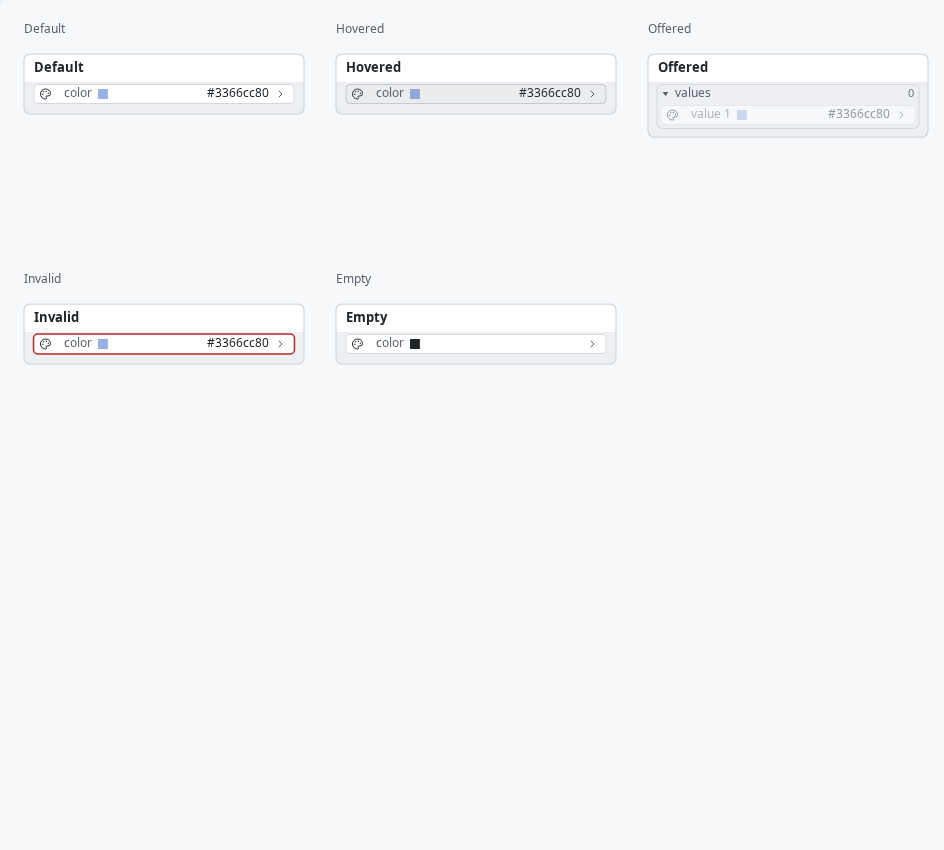 Default
Hovered
Offered
Default
color #3366cc80
Hovered
color #3366cc80
Offered
values 0
value 1 #3366cc80
Invalid
Empty
Invalid
color #3366cc80
Empty
color